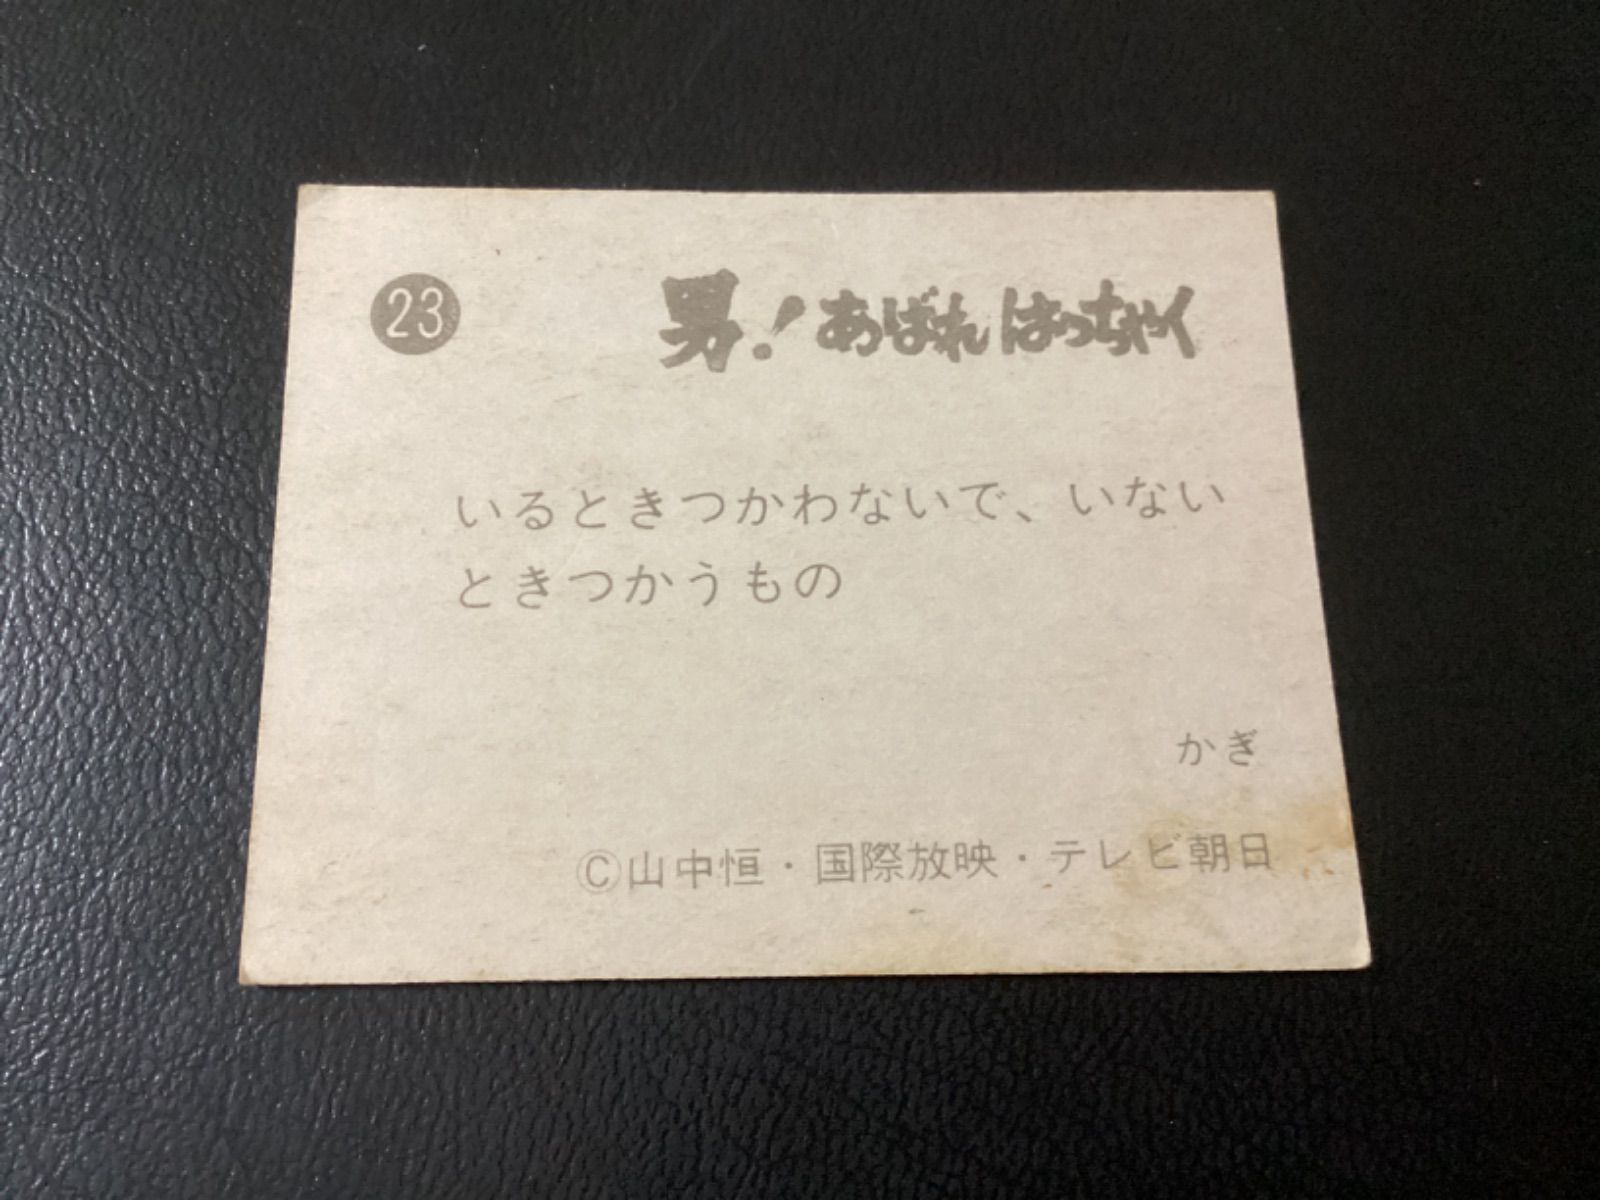 23
男!あばれはっちゃく
いるときつかわないで、いない
ときつかうもの
かぎ
Ⓒ山中恒・国際放映・テレビ朝日